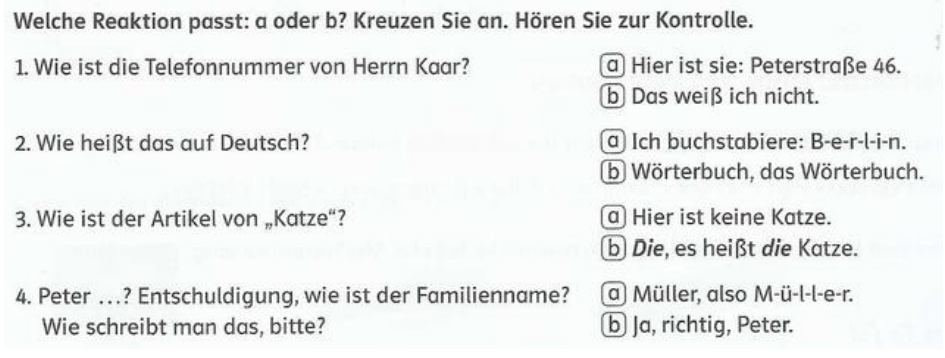 Welche Reaktion passt: a oder b? Kreuzen Sie an. Hören Sie zur Kontrolle.
1. Wie ist die Telefonnummer von Herrn Kaar?
a Hier ist sie: Peterstraße 46.
b Das weiß ich nicht.
2. Wie heißt das auf Deutsch?
a Ich buchstabiere: B-e-r-l-i-n.
b Wörterbuch, das Wörterbuch.
3. Wie ist der Artikel von „Katze“?
a Hier ist keine Katze.
b Die, es heißt die Katze.
4. Peter …? Entschuldigung, wie ist der Familienname?
Wie schreibt man das, bitte?
a Müller, also M-ü-l-l-e-r.
b Ja, richtig, Peter.